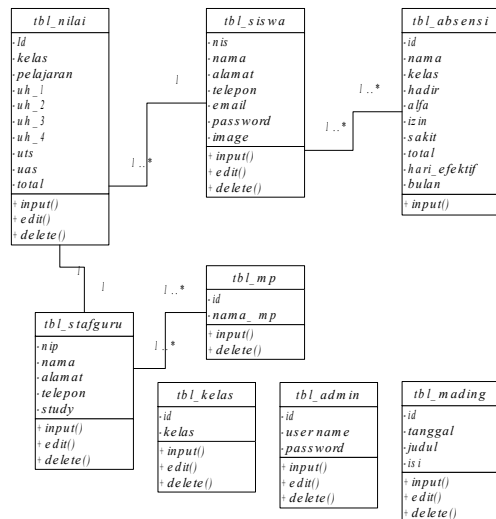 tbl_nilai
-Id
-kelas
-pelajaran
-uh_1
-uh_2
-uh_3
-uh_4
-uts
-uas
-total
+input()
+edit()
+delete()
1
1..*
tbl_siswa
-nis
-nama
-alamat
-telepon
-email
-password
-image
+input()
+edit()
+delete()
1..*
1..*
tbl_absensi
-id
-nama
-kelas
-hadir
-alfa
-izin
-sakit
-total
-hari_efektif
-bulan
+input()
1
1
tbl_stafguru
-nip
-nama
-alamat
-telepon
-study
+input()
+edit()
+delete()
1..*
1..*
tbl_mp
-id
-nama_mp
+input()
+delete()
tbl_kelas
-id
-kelas
+input()
+edit()
+delete()
tbl_admin
-id
-username
-password
+input()
+edit()
+delete()
tbl_mading
-id
-tanggal
-judul
-isi
+input()
+edit()
+delete()